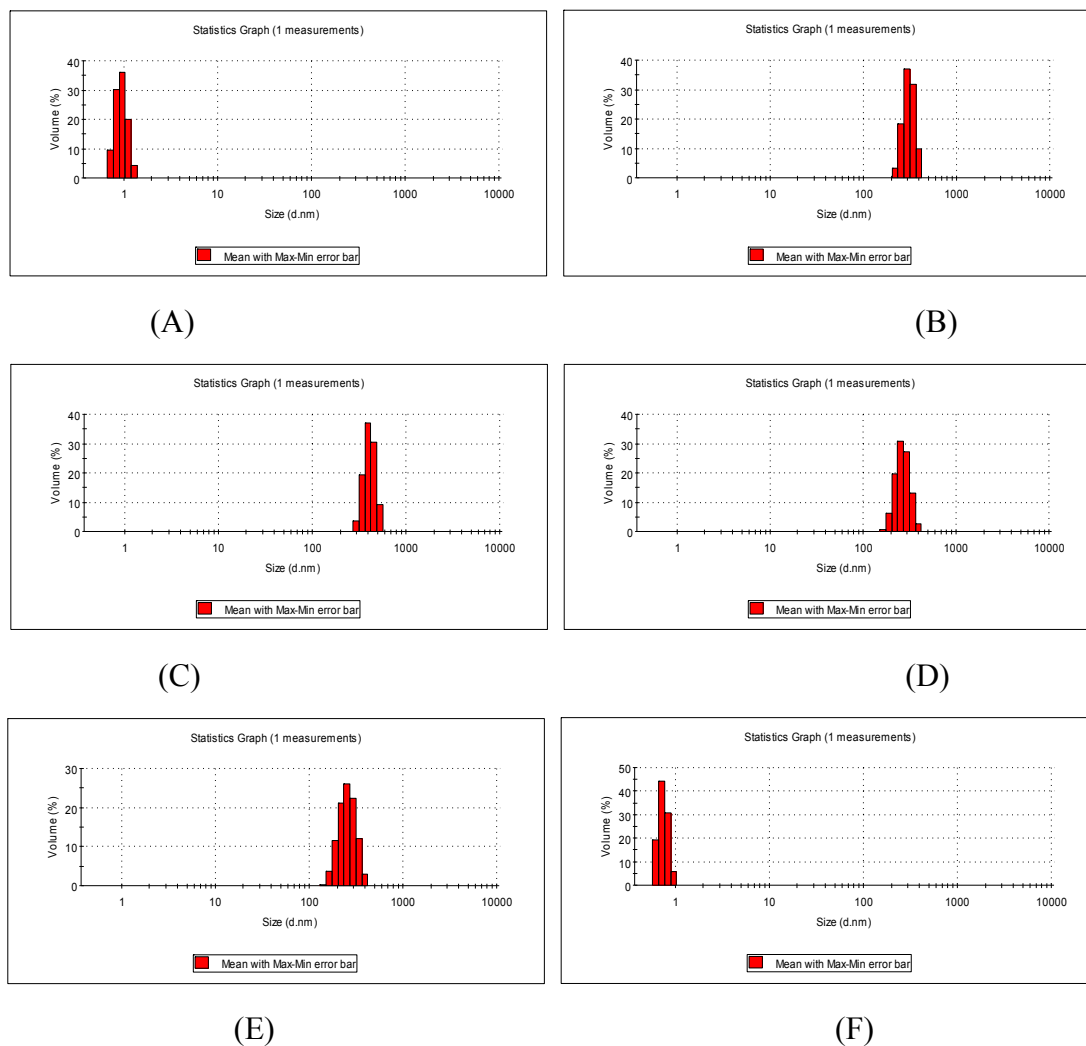 Statistics Graph (1 measurements)
40
30
20
10
0
Volume (%)
1 10 100 1000 10000
Size (d.nm)
Mean with Max-Min error bar
(A)
Statistics Graph (1 measurements)
40
30
20
10
0
Volume (%)
1 10 100 1000 10000
Size (d.nm)
Mean with Max-Min error bar
(B)
Statistics Graph (1 measurements)
40
30
20
10
0
Volume (%)
1 10 100 1000 10000
Size (d.nm)
Mean with Max-Min error bar
(C)
Statistics Graph (1 measurements)
40
30
20
10
0
Volume (%)
1 10 100 1000 10000
Size (d.nm)
Mean with Max-Min error bar
(D)
Statistics Graph (1 measurements)
30
20
10
0
Volume (%)
1 10 100 1000 10000
Size (d.nm)
Mean with Max-Min error bar
(E)
Statistics Graph (1 measurements)
50
40
30
20
10
0
Volume (%)
1 10 100 1000 10000
Size (d.nm)
Mean with Max-Min error bar
(F)